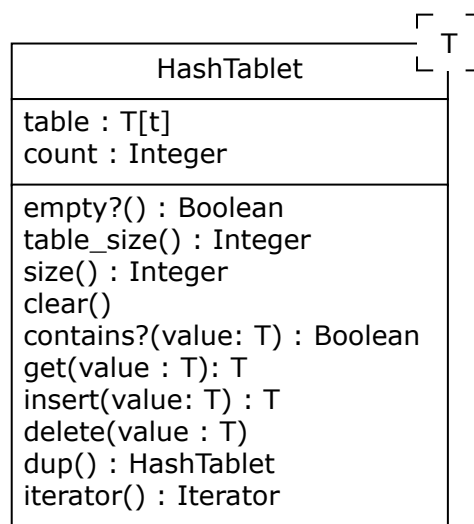 T
HashTablet
table : T[t]
count : Integer
empty?() : Boolean
table_size() : Integer
size() : Integer
clear()
contains?(value: T) : Boolean
get(value : T): T
insert(value: T) : T
delete(value : T)
dup() : HashTablet
iterator() : Iterator